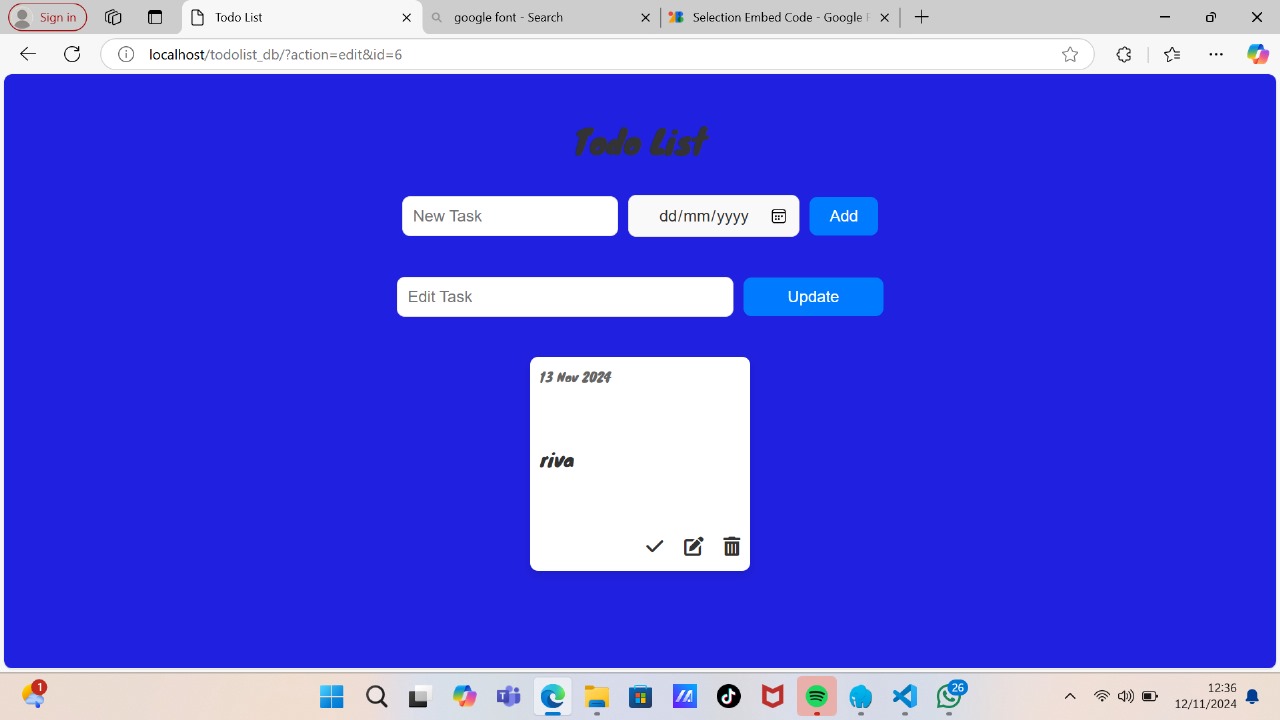 Sign in
Todo List
google font - Search
Selection Embed Code - Google F
localhost/todolist_db/?action=edit&id=6
Todo List
New Task
dd/mm/yyyy
Add
Edit Task
Update
13 Nov 2024
riva
1
26
12:36
12/11/2024